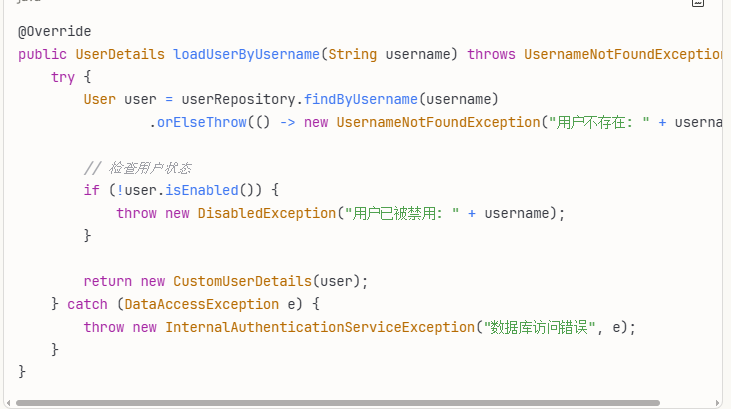 @Override
public UserDetails loadUserByUsername(String username) throws UsernameNotFoundException
    try {
        User user = userRepository.findByUsername(username)
                .orElseThrow(() -> new UsernameNotFoundException("用户不存在: " + userna

        // 检查用户状态
        if (!user.isEnabled()) {
            throw new DisabledException("用户已被禁用: " + username);
        }

        return new CustomUserDetails(user);
    } catch (DataAccessException e) {
        throw new InternalAuthenticationServiceException("数据库访问错误", e);
    }
}